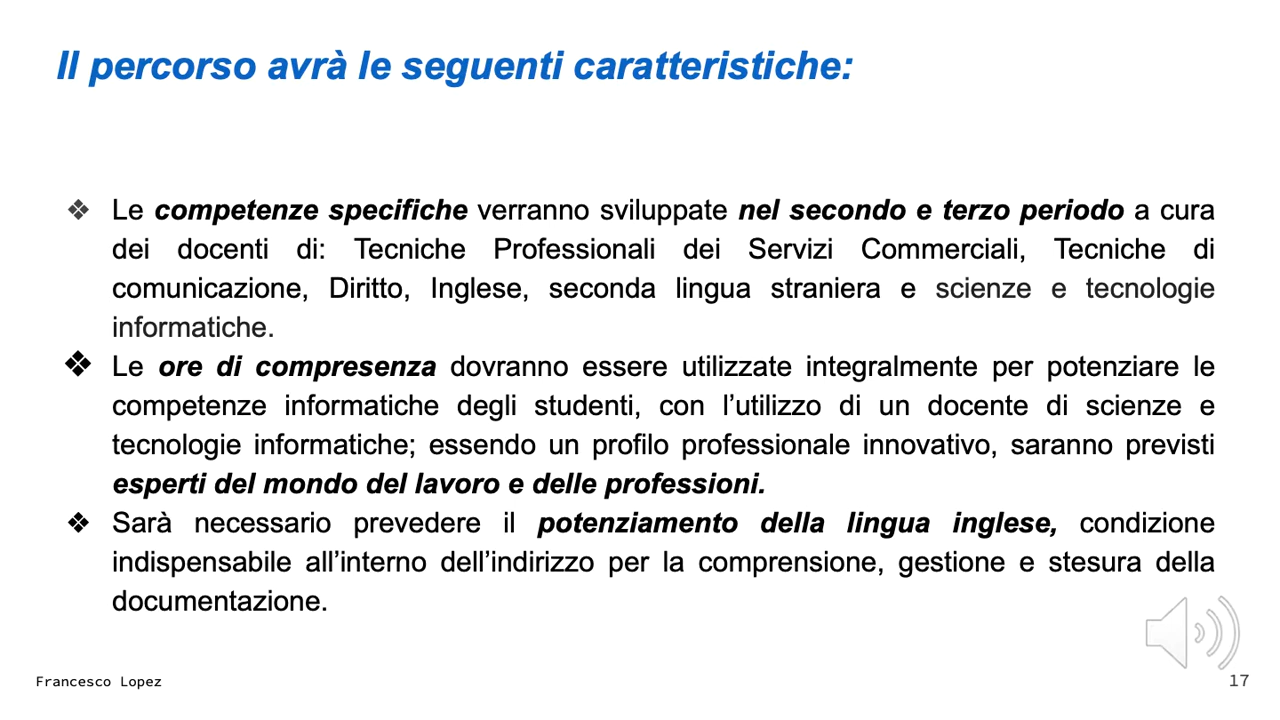 Il percorso avrà le seguenti caratteristiche:
❖ Le competenze specifiche verranno sviluppate nel secondo e terzo periodo a cura
dei docenti di: Tecniche Professionali dei Servizi Commerciali, Tecniche di
comunicazione, Diritto, Inglese, seconda lingua straniera e scienze e tecnologie
informatiche.
❖ Le ore di compresenza dovranno essere utilizzate integralmente per potenziare le
competenze informatiche degli studenti, con l’utilizzo di un docente di scienze e
tecnologie informatiche; essendo un profilo professionale innovativo, saranno previsti
esperti del mondo del lavoro e delle professioni.
❖ Sarà necessario prevedere il potenziamento della lingua inglese, condizione
indispensabile all’interno dell’indirizzo per la comprensione, gestione e stesura della
documentazione.
Francesco Lopez
17